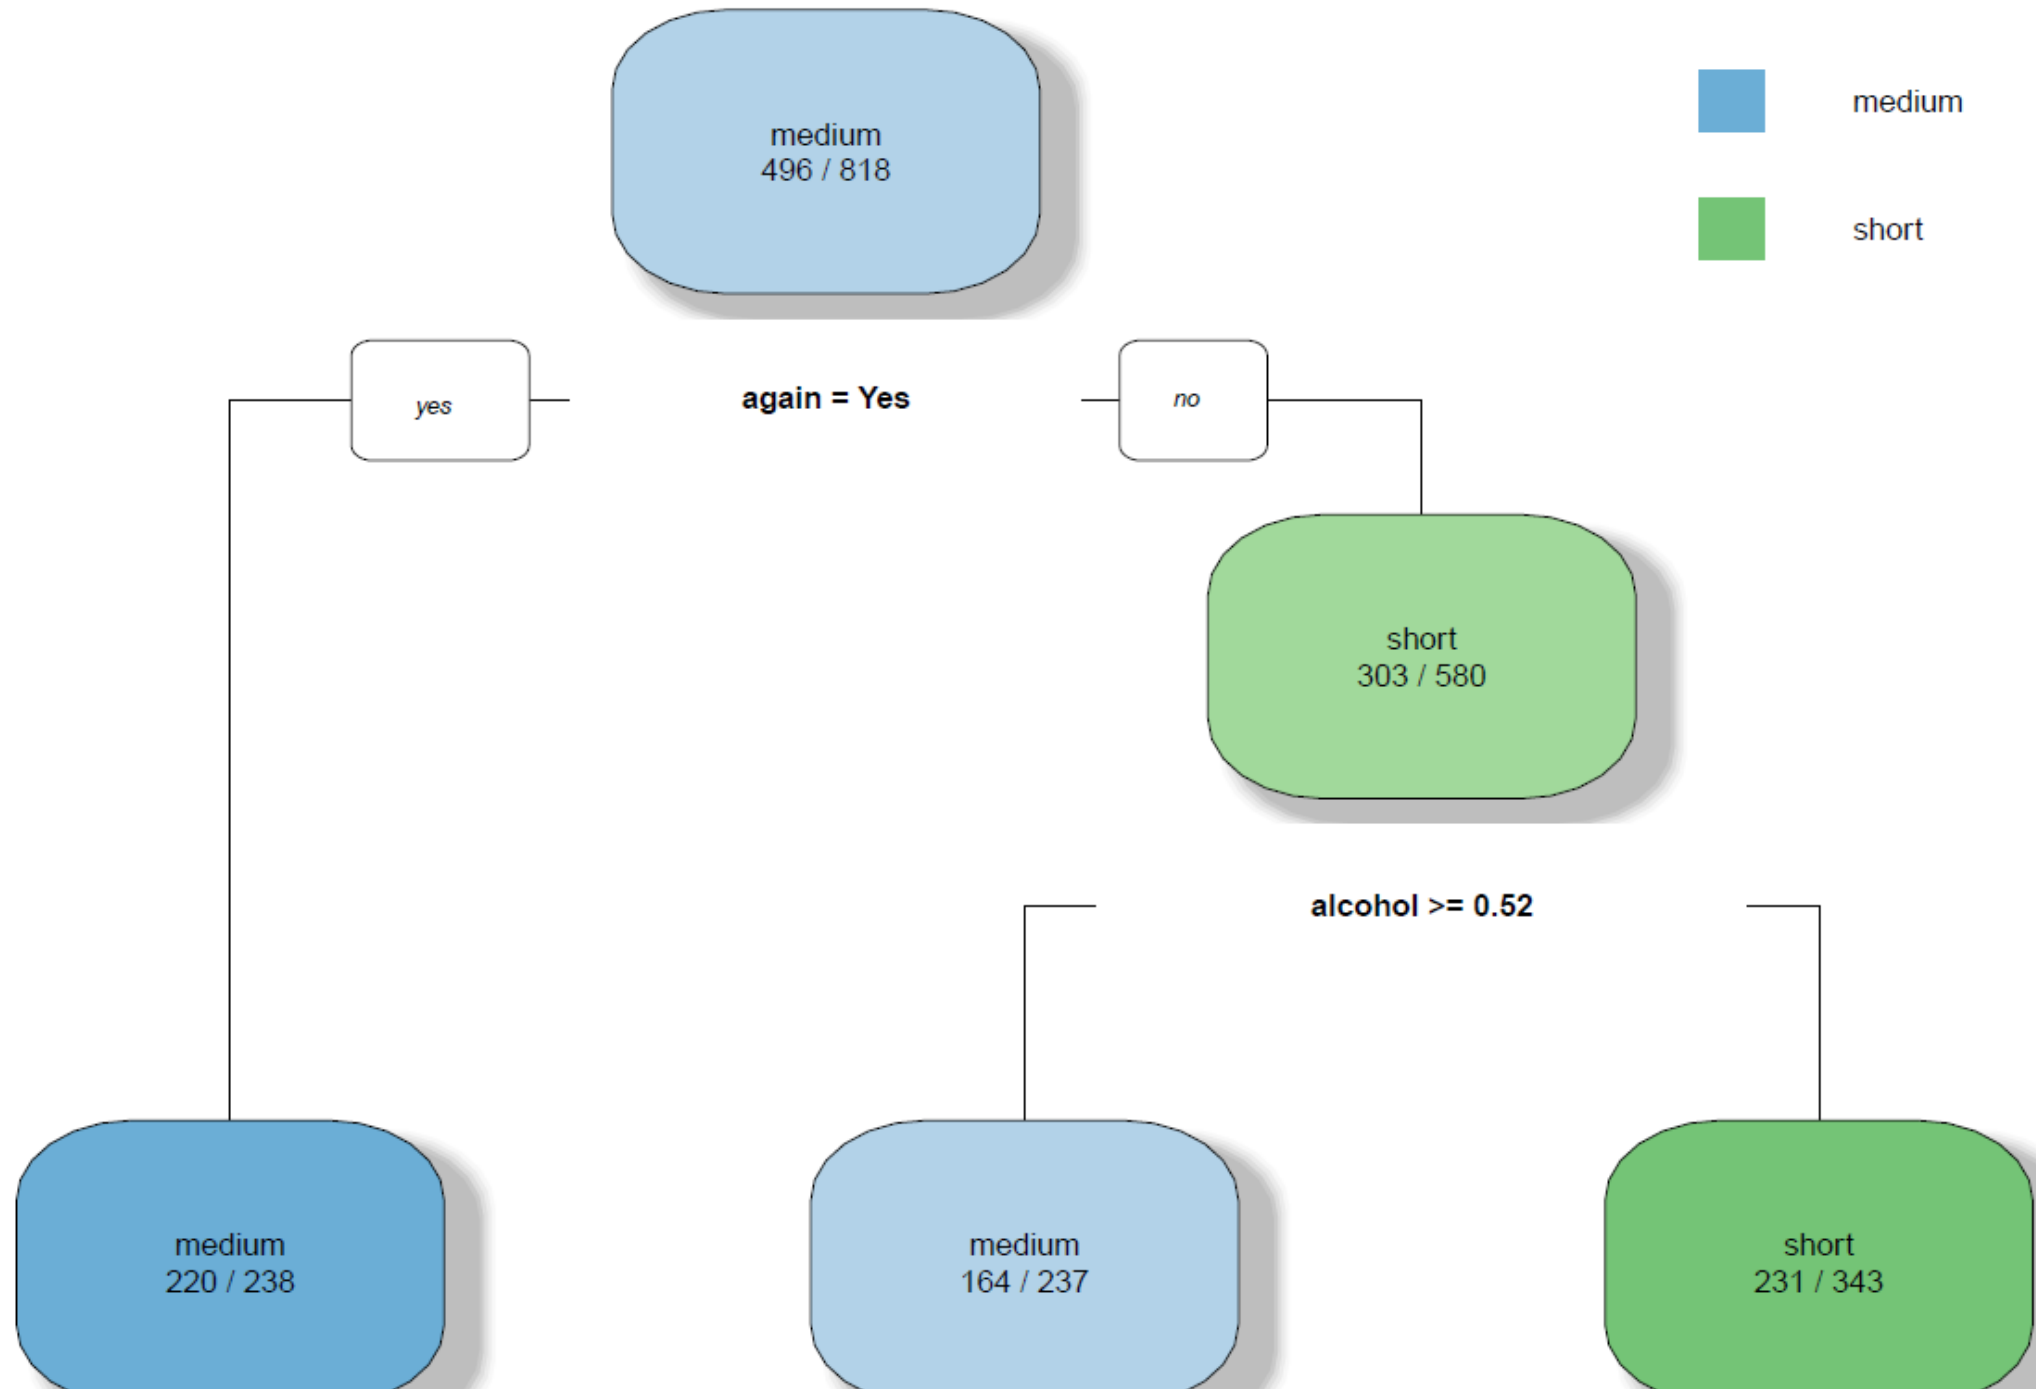 medium
496 / 818
medium
short
yes
again = Yes
no
short
303 / 580
alcohol >= 0.52
medium
220 / 238
medium
164 / 237
short
231 / 343